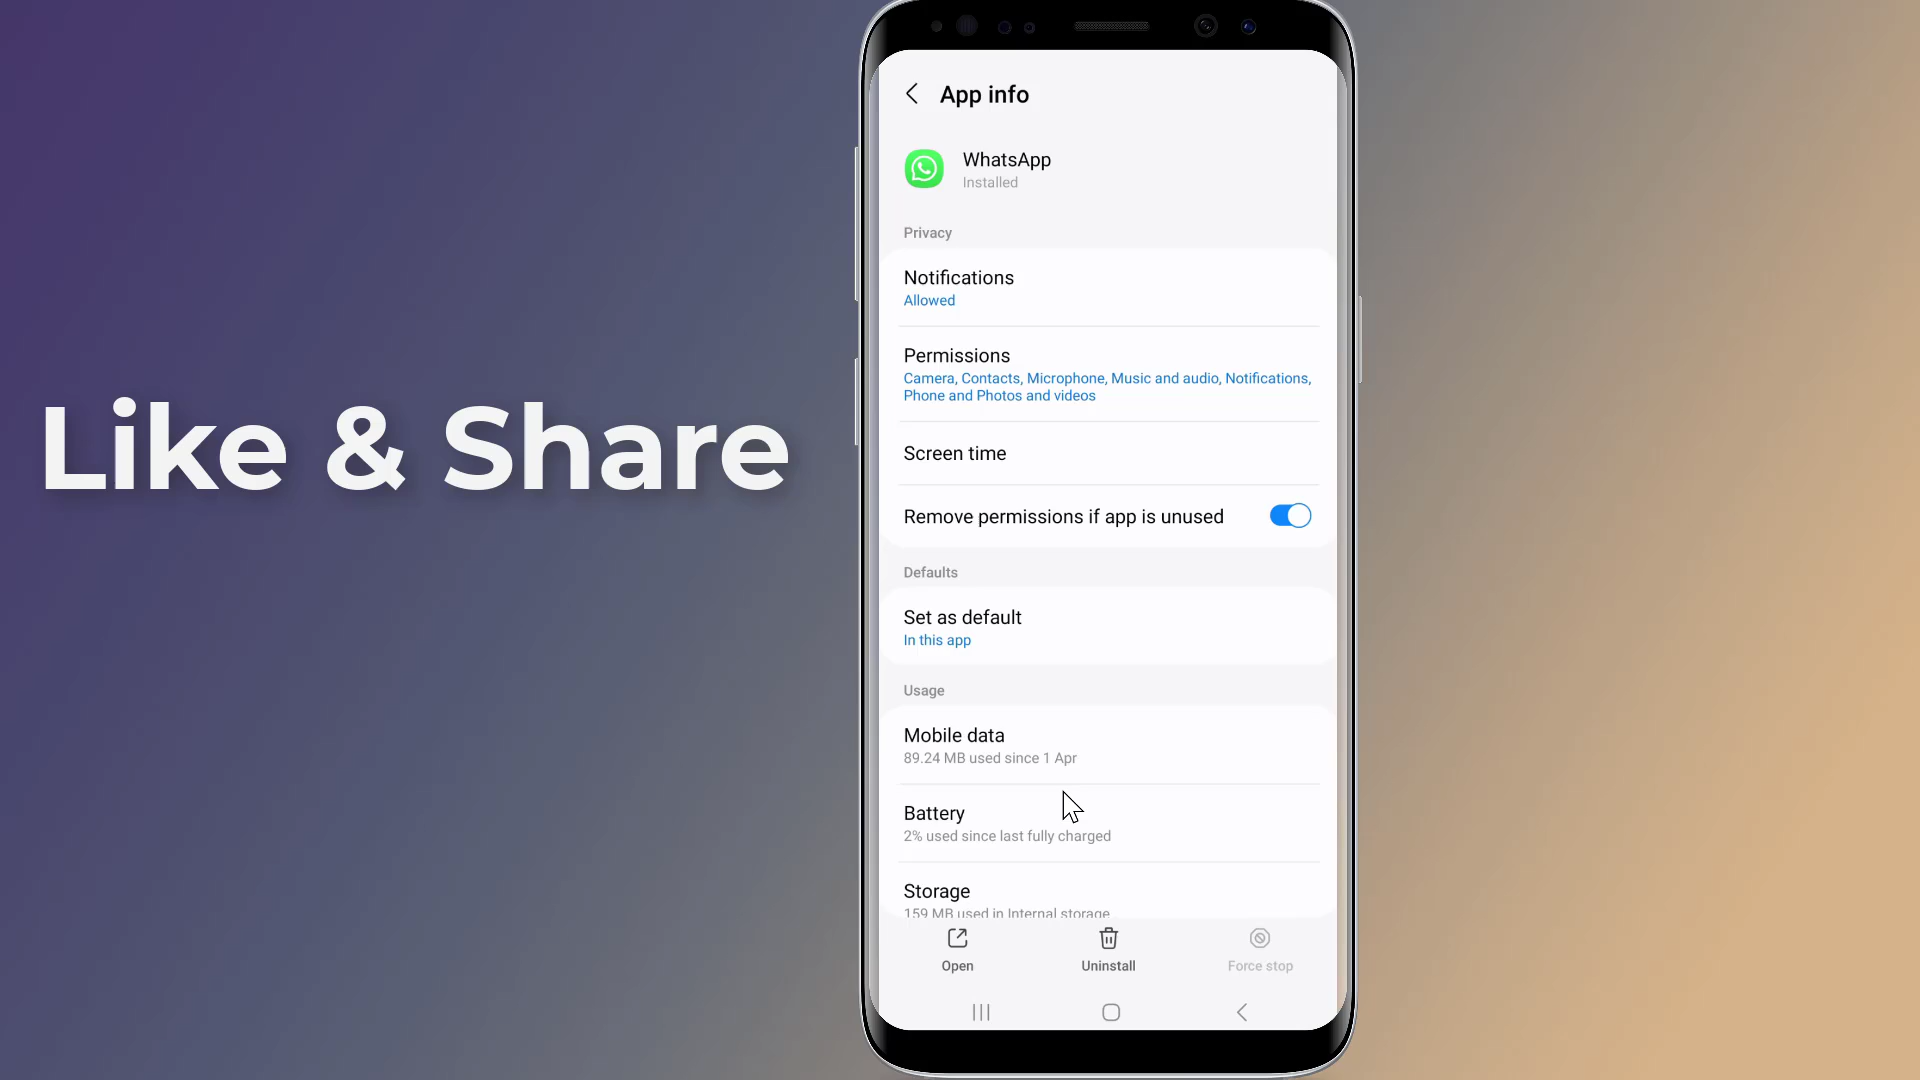 Like & Share
App info
WhatsApp
Installed
Privacy
Notifications
Allowed
Permissions
Camera, Contacts, Microphone, Music and audio, Notifications,
Phone and Photos and videos
Screen time
Remove permissions if app is unused
Defaults
Set as default
In this app
Usage
Mobile data
89.24 MB used since 1 Apr
Battery
2% used since last fully charged
Storage
159 MB used in Internal storage
Open
Uninstall
Force stop